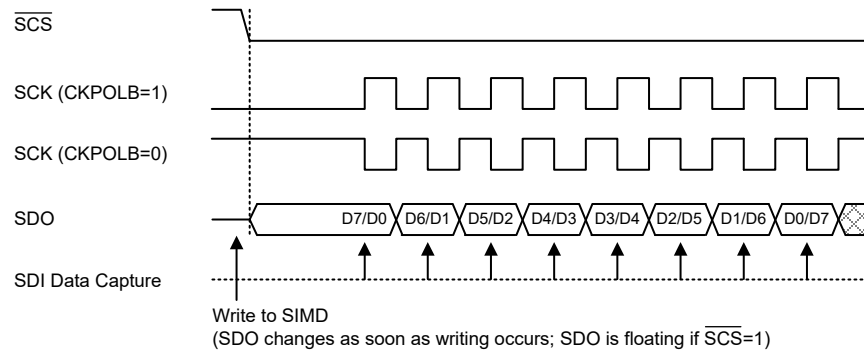 SCS
SCK (CKPOLB=1)
SCK (CKPOLB=0)
SDO D7/D0 D6/D1 D5/D2 D4/D3 D3/D4 D2/D5 D1/D6 D0/D7
SDI Data Capture
Write to SIMD
(SDO changes as soon as writing occurs; SDO is floating if SCS=1)